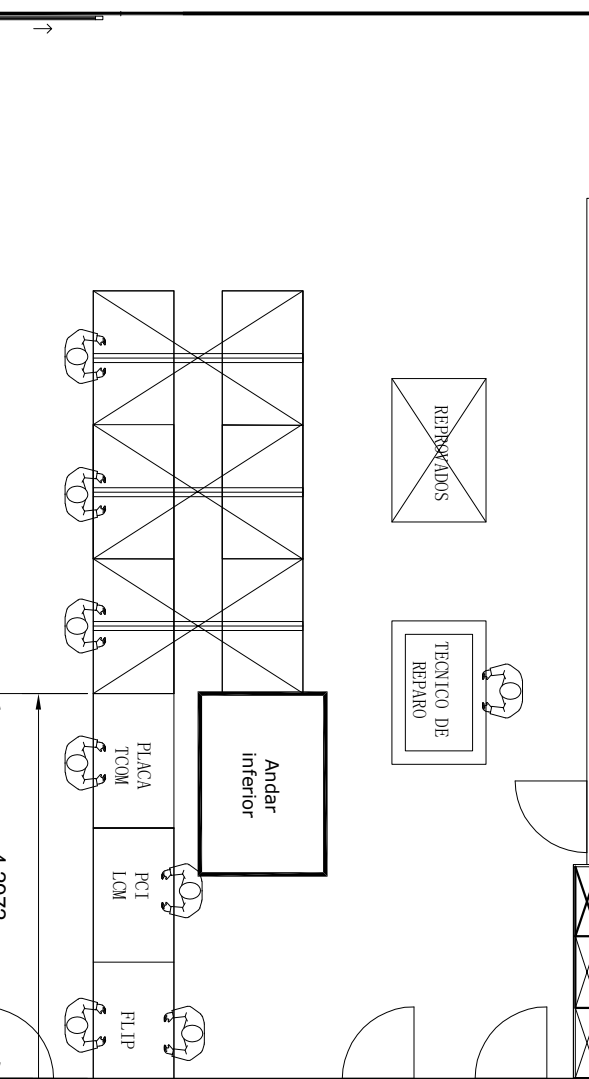 REPROVADOS
TECNICO DE
REPARO
Andar
inferior
PLACA
TCOM
PCI
LCM
FLIP